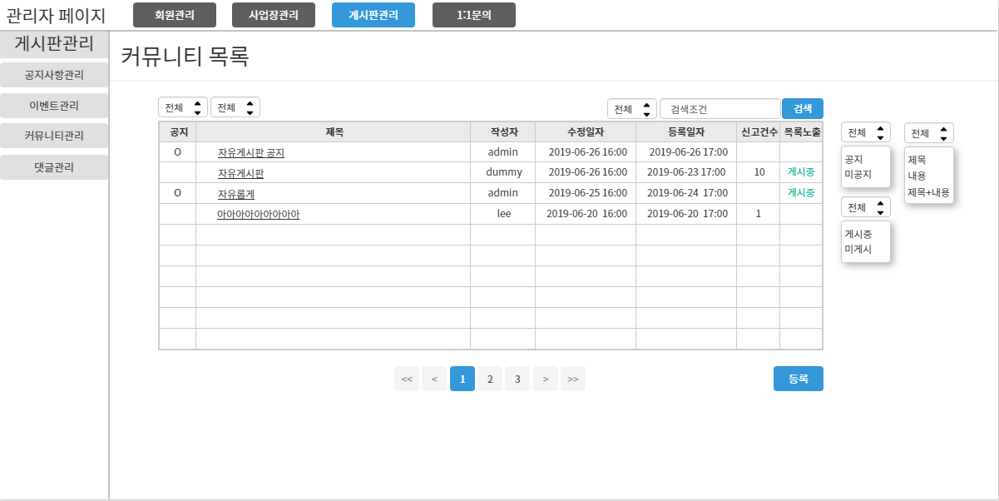 관리자 페이지 회원관리 사업장관리 게시판관리 1:1문의
게시판관리
공지사항관리
이벤트관리
커뮤니티관리
댓글관리
커뮤니티 목록
전체 전체 전체 검색조건 검색
공지 제목 작성자 수정일자 등록일자 신고건수 목록노출
O 자유게시판 공지 admin 2019-06-26 16:00 2019-06-26 17:00
자유게시판 dummy 2019-06-26 16:00 2019-06-23 17:00 10 게시중
O 자유롭게 admin 2019-06-25 16:00 2019-06-24 17:00 게시중
아아아아아아아아아 lee 2019-06-20 16:00 2019-06-20 17:00 1
<< < 1 2 3 > >> 등록
전체
공지
미공지
전체
게시중
미게시
전체
제목
내용
제목+내용